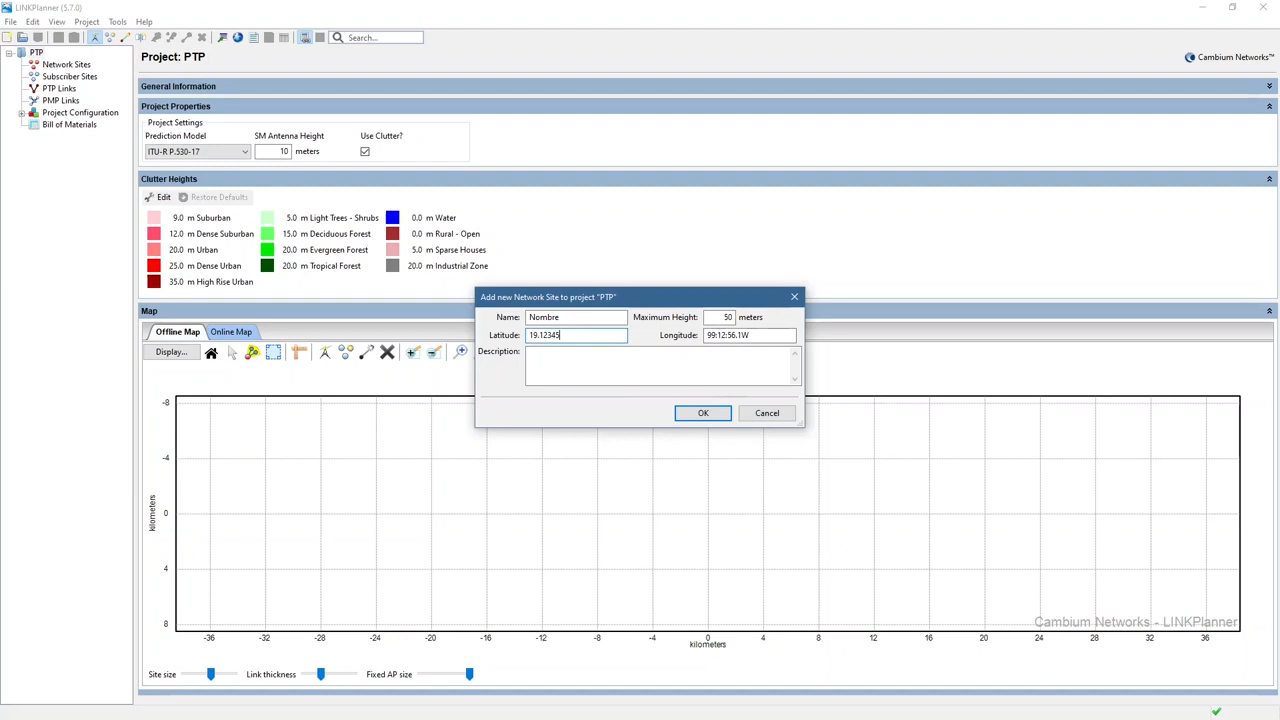 LINKPlanner (5.7.0)
File Edit View Project Tools Help
Search...
PTP
Network Sites
Subscriber Sites
PTP Links
PMP Links
Project Configuration
Bill of Materials
Project: PTP
Cambium Networks™
General Information
Project Properties
Project Settings
Prediction Model SM Antenna Height Use Clutter?
ITU-R P.530-17 10 meters
Clutter Heights
Edit Restore Defaults
9.0 m Suburban 5.0 m Light Trees - Shrubs 0.0 m Water
12.0 m Dense Suburban 15.0 m Deciduous Forest 0.0 m Rural - Open
20.0 m Urban 20.0 m Evergreen Forest 5.0 m Sparse Houses
25.0 m Dense Urban 20.0 m Tropical Forest 20.0 m Industrial Zone
35.0 m High Rise Urban
Add new Network Site to project "PTP"
Name: Nombre Maximum Height: 50 meters
Latitude: 19.12345 Longitude: 99:12:56.1W
Description:
OK Cancel
Map
Offline Map Online Map
Display...
-8
-4
0
4
8
kilometers
Cambium Networks - LINKPlanner
-36 -32 -28 -24 -20 -16 -12 -8 -4 0 4 8 12 16 20 24 28 32 36
kilometers
Site size Link thickness Fixed AP size